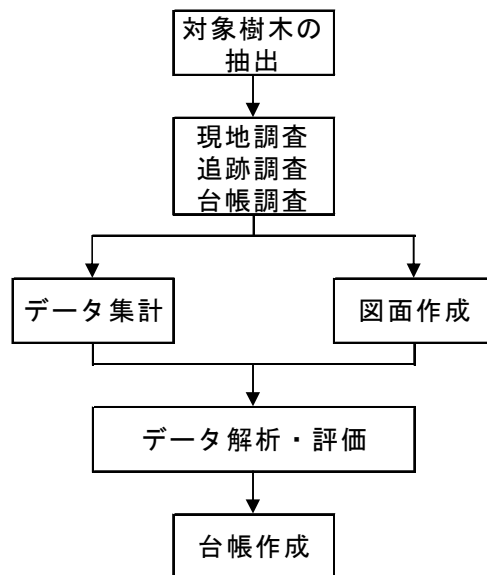 対象樹木の
抽出
現地調査
追跡調査
台帳調査
データ集計
図面作成
データ解析・評価
台帳作成